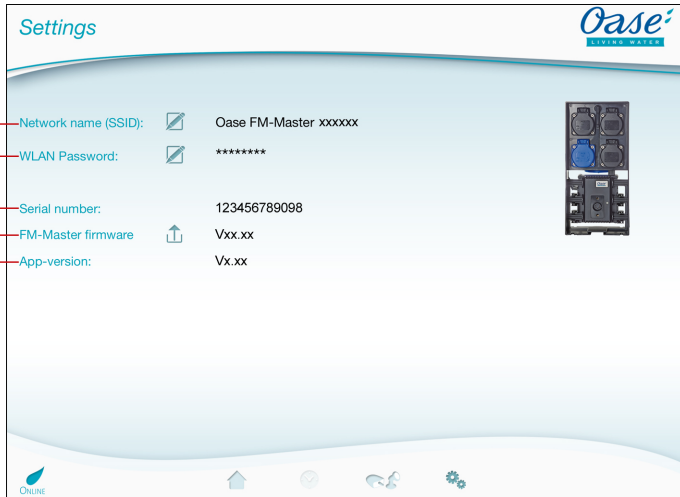 Settings
Oase
LIVING WATER
Network name (SSID): Oase FM-Master xxxxxx
WLAN Password: ********
Serial number: 123456789098
FM-Master firmware Vxx.xx
App-version: Vx.xx
ONLINE